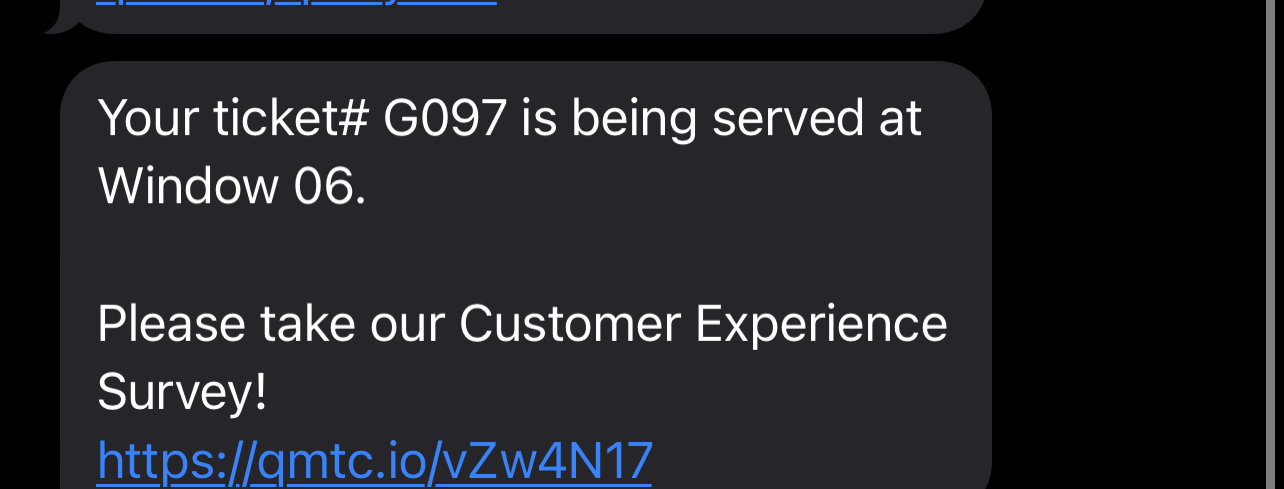 Your ticket# G097 is being served at
Window 06.
Please take our Customer Experience
Survey!
https://qmtc.io/vZw4N17